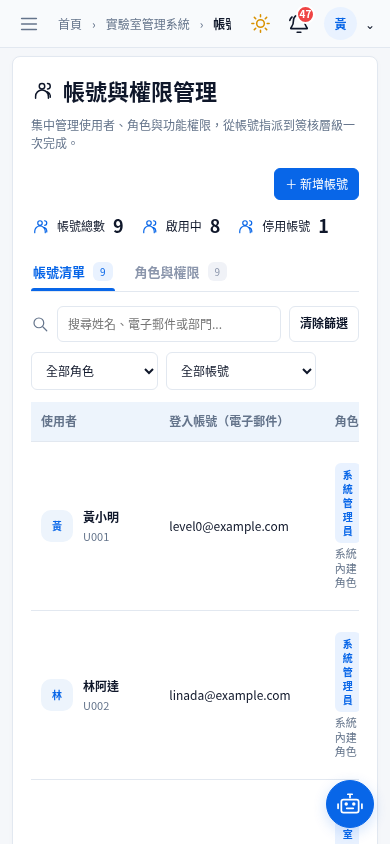 首頁 › 實驗室管理系統 › 帳號
47
黃
帳號與權限管理
集中管理使用者、角色與功能權限，從帳號指派到簽核層級一
次完成。
＋ 新增帳號
帳號總數 9 啟用中 8 停用帳號 1
帳號清單 9 角色與權限 9
搜尋姓名、電子郵件或部門... 清除篩選
全部角色 全部帳號
使用者 登入帳號（電子郵件） 角色
黃 黃小明 U001 level0@example.com
系
統
管
理
員
系統
內建
角色
林 林阿達 U002 linada@example.com
系
統
管
理
員
系統
內建
角色
室